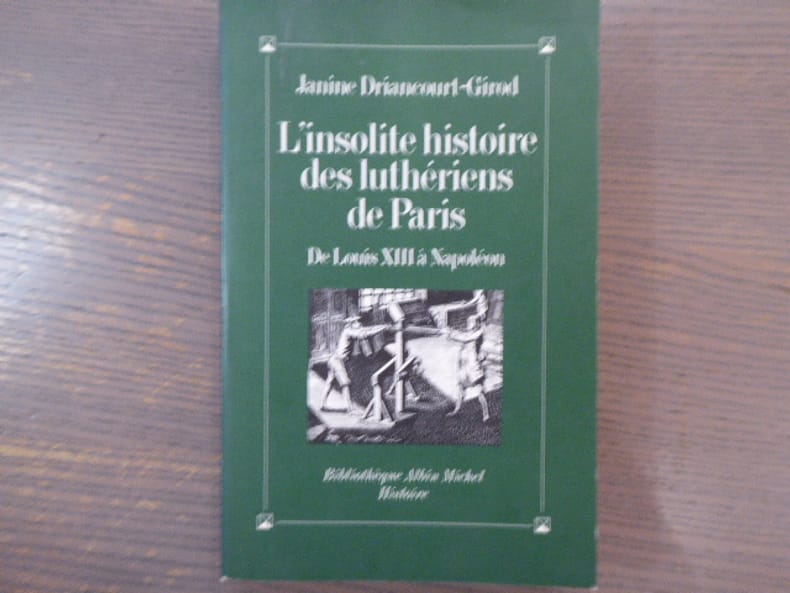 Janine Driancourt-Girod
L'insolite histoire
des luthériens
de Paris
De Louis XIII à Napoléon
Bibliothèque Albin Michel
Histoire